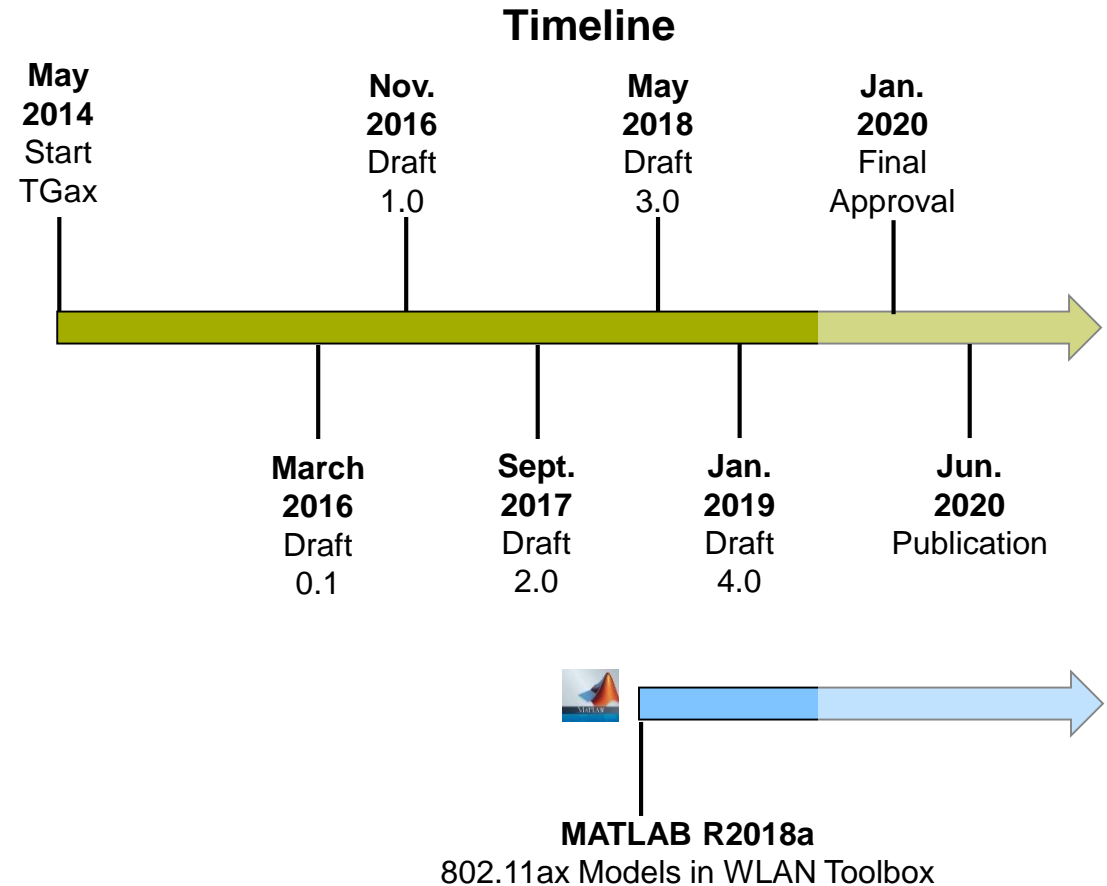 Timeline
May
2014
Start
TGax
Nov.
2016
Draft
1.0
May
2018
Draft
3.0
Jan.
2020
Final
Approval
March
2016
Draft
0.1
Sept.
2017
Draft
2.0
Jan.
2019
Draft
4.0
Jun.
2020
Publication
MATLAB
MATLAB R2018a
802.11ax Models in WLAN Toolbox